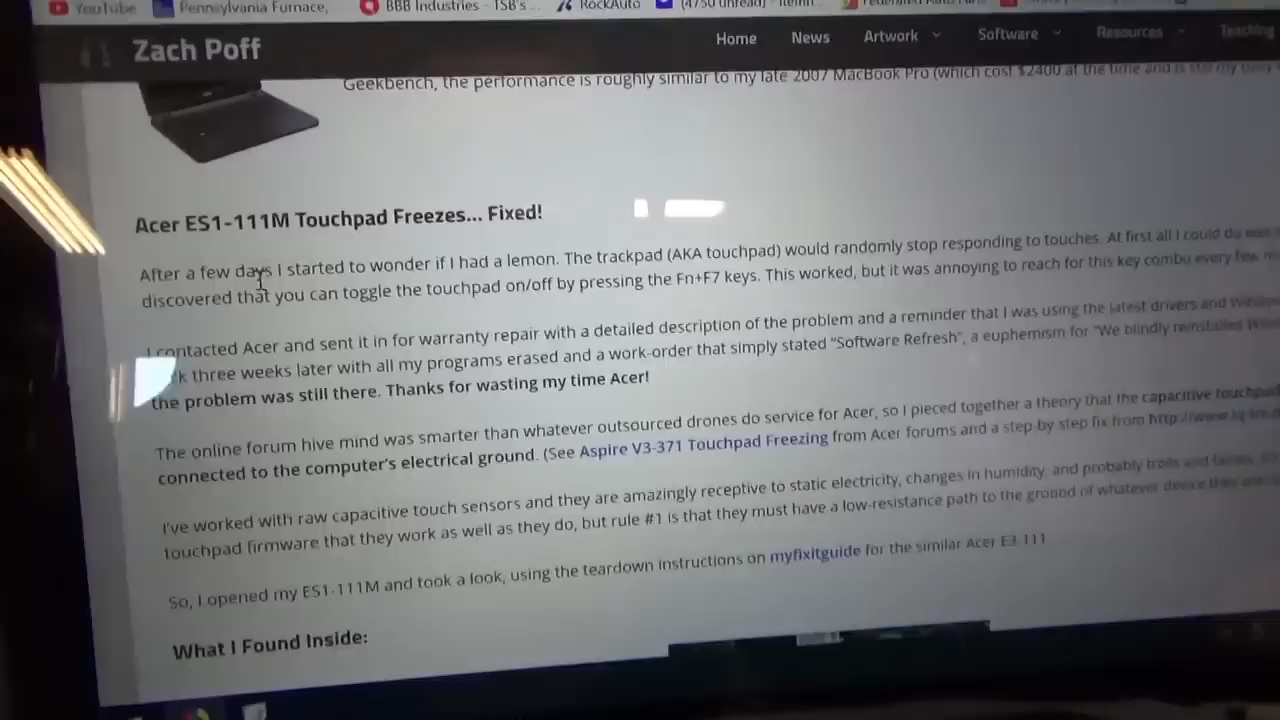 YouTube Pennsylvania Furnace, BBB Industries - TSB's ... RockAuto (4750 unread)
Zach Poff Home News Artwork Software Resources Teaching
Geekbench, the performance is roughly similar to my late 2007 MacBook Pro (which cost $2400 at the time and is still my
Acer ES1-111M Touchpad Freezes... Fixed!
After a few days I started to wonder if I had a lemon. The trackpad (AKA touchpad) would randomly stop responding to touches. At first all I could do was
discovered that you can toggle the touchpad on/off by pressing the Fn+F7 keys. This worked, but it was annoying to reach for this key combo every few
I contacted Acer and sent it in for warranty repair with a detailed description of the problem and a reminder that I was using the latest drivers and
three weeks later with all my programs erased and a work-order that simply stated “Software Refresh”, a euphemism for “We blindly reinstalled
the problem was still there. Thanks for wasting my time Acer!
The online forum hive mind was smarter than whatever outsourced drones do service for Acer, so I pieced together a theory that the capacitive touchpad
connected to the computer's electrical ground. (See Aspire V3-371 Touchpad Freezing from Acer forums and a step-by step fix from
I've worked with raw capacitive touch sensors and they are amazingly receptive to static electricity, changes in humidity, and probably trolls and fairies.
touchpad firmware that they work as well as they do, but rule #1 is that they must have a low-resistance path to the ground of whatever device they
So, I opened my ES1-111M and took a look, using the teardown instructions on myfixitguide for the similar Acer E3 111
What I Found Inside: